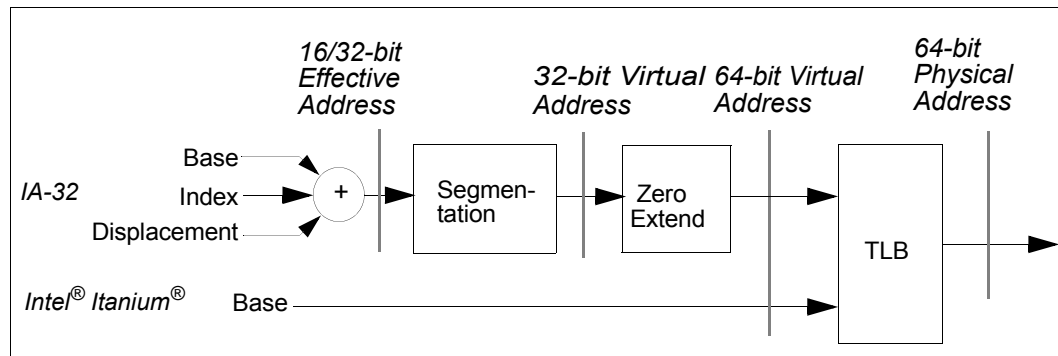 16/32-bit
Effective
Address
32-bit Virtual
Address
64-bit Virtual
Address
64-bit
Physical
Address
IA-32
Base
Index
Displacement
+
Segmen-
tation
Zero
Extend
TLB
Intel® Itanium®
Base